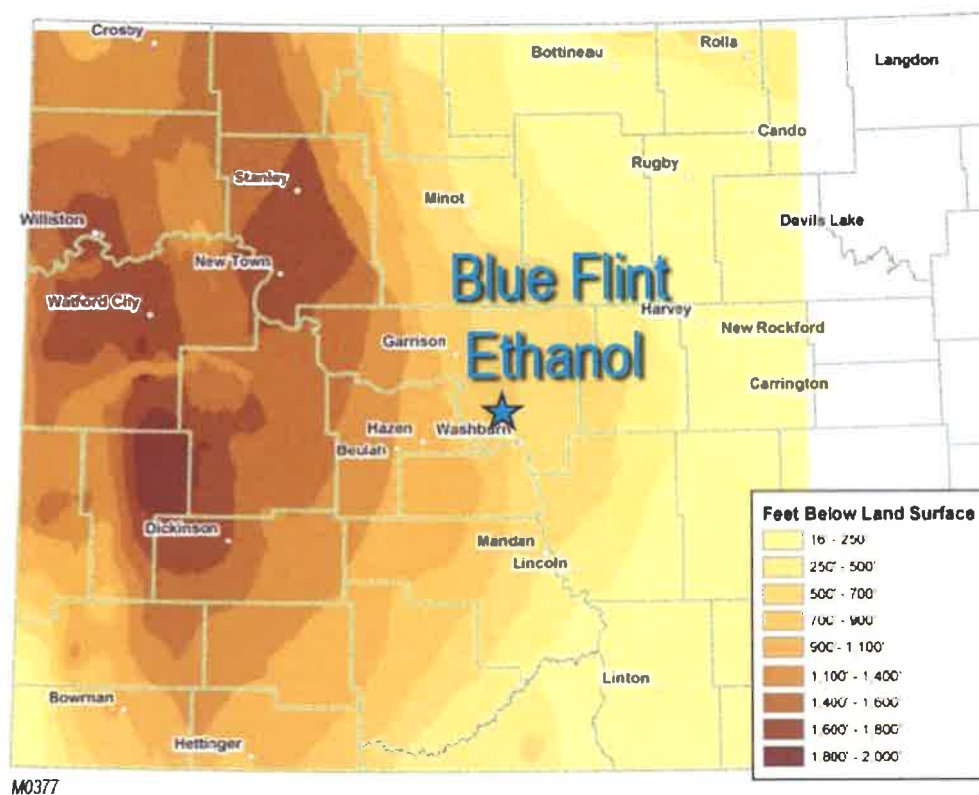 Crosby
Bottineau
Rolla
Langdon
Cando
Rugby
Stanley
Minot
Williston
Devils Lake
New Town
Blue Flint
Ethanol
Watford City
Harvey
New Rockford
Garrison
Carrington
Hazen
Washburn
Beulah
Dickinson
Mandan
Lincoln
Linton
Bowman
Hettinger
Feet Below Land Surface
16' - 250'
250' - 500'
500' - 700'
700' - 900'
900' - 1,100'
1,100' - 1,400'
1,400' - 1,600'
1,600' - 1,800'
1,800' - 2,000'
M0377